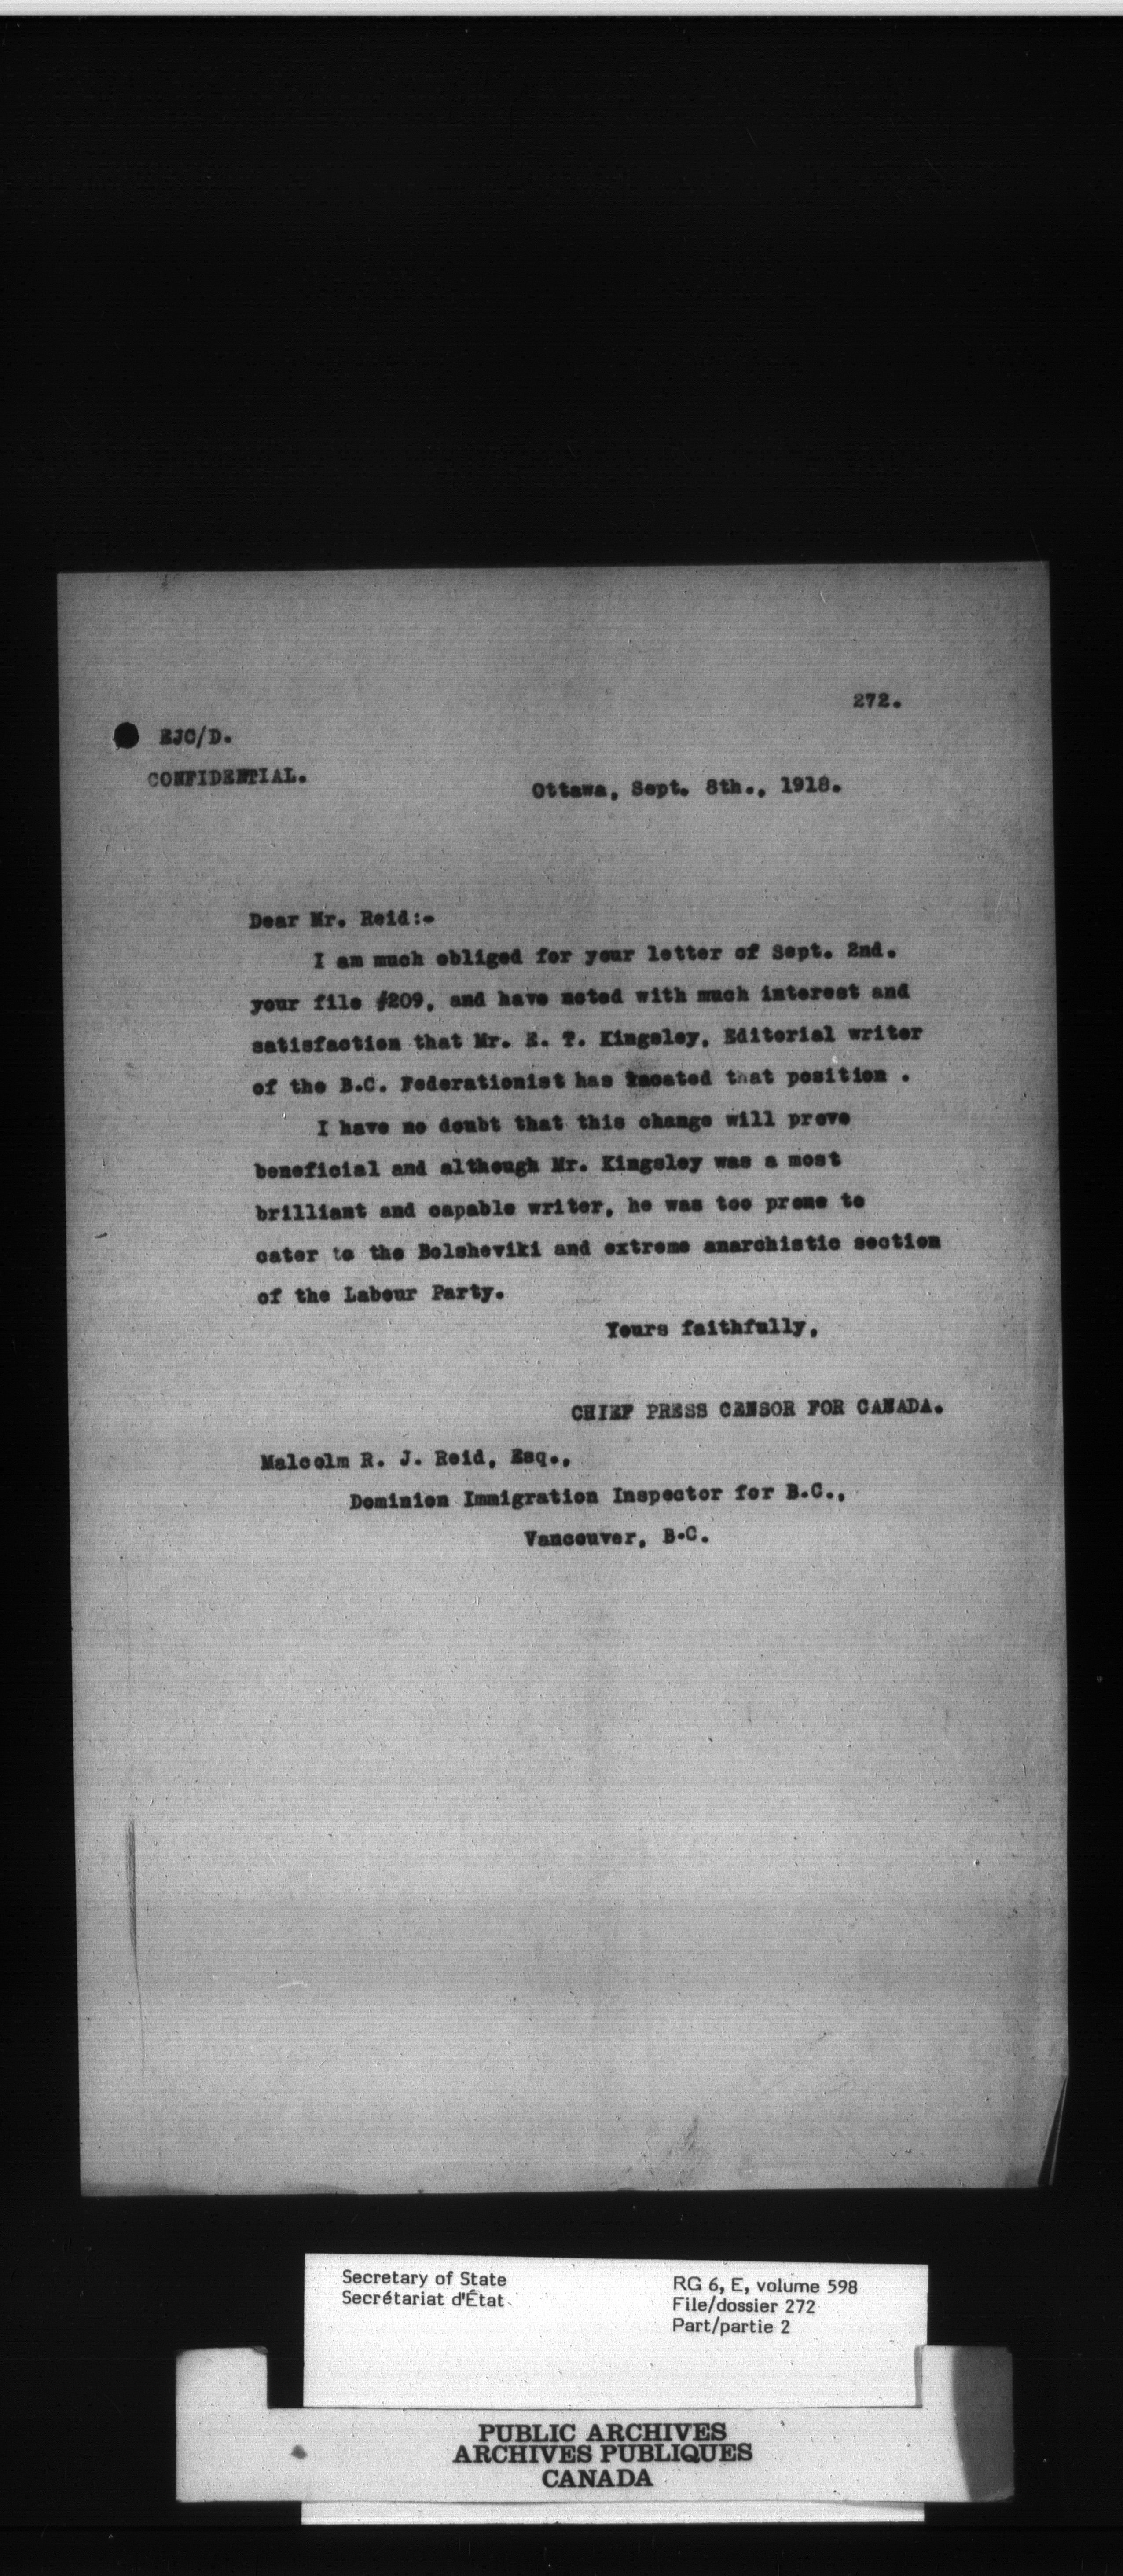 272.
EJC/D.
CONFIDENTIAL.
Ottawa, Sept. 8th., 1918.
Dear Mr. Reid:-
I am much obliged for your letter of Sept. 2nd.
your file #209, and have noted with much interest and
satisfaction that Mr. E. T. Kingsley, Editorial writer
of the B.C. Federationist has vacated that position .
I have no doubt that this change will prove
beneficial and although Mr. Kingsley was a most
brilliant and capable writer, he was too prone to
cater to the Bolsheviki and extreme anarchistic section
of the Labour Party.
Yours faithfully,
CHIEF PRESS CENSOR FOR CANADA.
Malcolm R. J. Reid, Esq.,
Dominion Immigration Inspector for B.C.,
Vancouver, B.C.
Secretary of State
Secrétariat d'État
RG 6, E, volume 598
File/dossier 272
Part/partie 2
PUBLIC ARCHIVES
ARCHIVES PUBLIQUES
CANADA